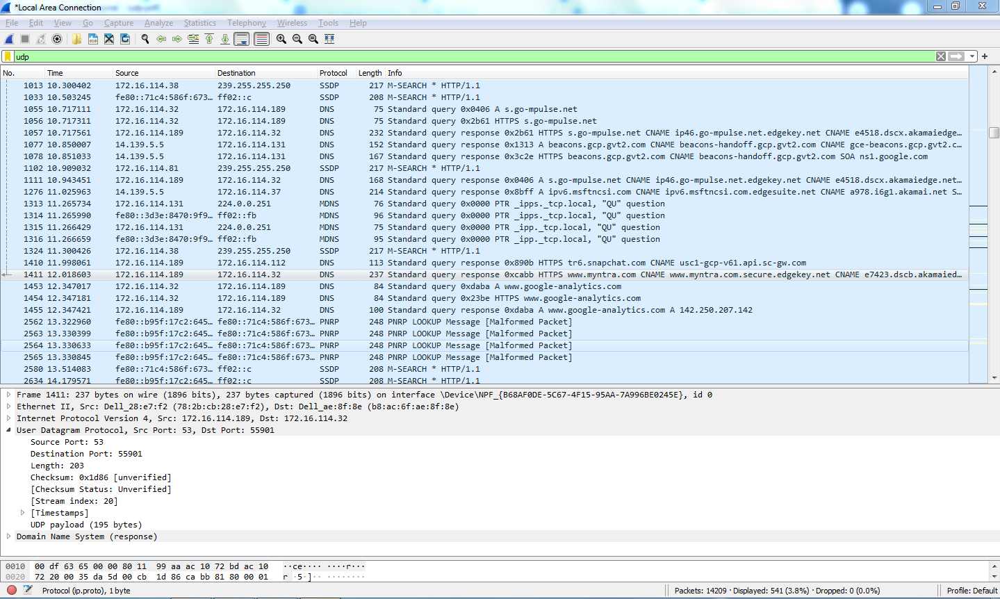 *Local Area Connection
File Edit View Go Capture Analyze Statistics Telephony Wireless Tools Help
udp
No. Time Source Destination Protocol Length Info
1013 10.300402 172.16.114.38 239.255.255.250 SSDP 217 M-SEARCH * HTTP/1.1
1033 10.503245 fe80::71c4:586f:673… ff02::c SSDP 208 M-SEARCH * HTTP/1.1
1055 10.717111 172.16.114.32 172.16.114.189 DNS 75 Standard query 0x0406 A s.go-mpulse.net
1056 10.717311 172.16.114.32 172.16.114.189 DNS 75 Standard query 0x2b61 HTTPS s.go-mpulse.net
1057 10.717561 172.16.114.189 172.16.114.32 DNS 232 Standard query response 0x2b61 HTTPS s.go-mpulse.net CNAME ip46.go-mpulse.net.edgekey.net CNAME e4518.dscx.akamaiedge…
1077 10.850007 14.139.5.5 172.16.114.131 DNS 152 Standard query response 0x1313 A beacons.gcp.gvt2.com CNAME beacons-handoff.gcp.gvt2.com CNAME gce-beacons.gcp.gvt2.c…
1078 10.851033 14.139.5.5 172.16.114.131 DNS 167 Standard query response 0x3c2e HTTPS beacons.gcp.gvt2.com CNAME beacons-handoff.gcp.gvt2.com SOA ns1.google.com
1102 10.909032 172.16.114.81 239.255.255.250 SSDP 217 M-SEARCH * HTTP/1.1
1111 10.943451 172.16.114.189 172.16.114.32 DNS 168 Standard query response 0x0406 A s.go-mpulse.net CNAME ip46.go-mpulse.net.edgekey.net CNAME e4518.dscx.akamaiedge.net…
1276 11.025963 14.139.5.5 172.16.114.37 DNS 214 Standard query response 0x8bff A ipv6.msftncsi.com CNAME ipv6.msftncsi.com.edgesuite.net CNAME a978.i6g1.akamai.net S…
1313 11.265734 172.16.114.131 224.0.0.251 MDNS 76 Standard query 0x0000 PTR _ipps._tcp.local, "QU" question
1314 11.265990 fe80::3d3e:8470:9f9… ff02::fb MDNS 96 Standard query 0x0000 PTR _ipps._tcp.local, "QU" question
1315 11.266429 172.16.114.131 224.0.0.251 MDNS 75 Standard query 0x0000 PTR _ipp._tcp.local, "QU" question
1316 11.266659 fe80::3d3e:8470:9f9… ff02::fb MDNS 95 Standard query 0x0000 PTR _ipp._tcp.local, "QU" question
1324 11.300426 172.16.114.38 239.255.255.250 SSDP 217 M-SEARCH * HTTP/1.1
1410 11.998061 172.16.114.189 172.16.114.112 DNS 113 Standard query response 0x890b HTTPS tr6.snapchat.com CNAME usc1-gcp-v61.api.sc-gw.com
1411 12.018603 172.16.114.189 172.16.114.32 DNS 237 Standard query response 0xcabb HTTPS www.myntra.com CNAME www.myntra.com.secure.edgekey.net CNAME e7423.dscb.akamaied…
1453 12.347017 172.16.114.32 172.16.114.189 DNS 84 Standard query 0xdaba A www.google-analytics.com
1454 12.347181 172.16.114.32 172.16.114.189 DNS 84 Standard query 0x23be HTTPS www.google-analytics.com
1455 12.347421 172.16.114.189 172.16.114.32 DNS 100 Standard query response 0xdaba A www.google-analytics.com A 142.250.207.142
2562 13.322960 fe80::b95f:17c2:645… fe80::71c4:586f:673… PNRP 248 PNRP LOOKUP Message [Malformed Packet]
2563 13.330399 fe80::b95f:17c2:645… fe80::71c4:586f:673… PNRP 248 PNRP LOOKUP Message [Malformed Packet]
2564 13.330633 fe80::b95f:17c2:645… fe80::71c4:586f:673… PNRP 248 PNRP LOOKUP Message [Malformed Packet]
2565 13.330845 fe80::b95f:17c2:645… fe80::71c4:586f:673… PNRP 248 PNRP LOOKUP Message [Malformed Packet]
2580 13.514083 fe80::71c4:586f:673… ff02::c SSDP 208 M-SEARCH * HTTP/1.1
2634 14.179571 fe80::b95f:17c2:645… ff02::c SSDP 208 M-SEARCH * HTTP/1.1
Frame 1411: 237 bytes on wire (1896 bits), 237 bytes captured (1896 bits) on interface \Device\NPF_{B68AF0DE-5C67-4F15-95AA-7A996BE0245E}, id 0
Ethernet II, Src: Dell_28:e7:f2 (78:2b:cb:28:e7:f2), Dst: Dell_ae:8f:8e (b8:ac:6f:ae:8f:8e)
Internet Protocol Version 4, Src: 172.16.114.189, Dst: 172.16.114.32
User Datagram Protocol, Src Port: 53, Dst Port: 55901
Source Port: 53
Destination Port: 55901
Length: 203
Checksum: 0x1d86 [unverified]
[Checksum Status: Unverified]
[Stream index: 20]
[Timestamps]
UDP payload (195 bytes)
Domain Name System (response)
0010 00 df 63 65 00 00 80 11 99 aa ac 10 72 bd ac 10 ··ce···· ····r···
0020 72 20 00 35 da 5d 00 cb 1d 86 ca bb 81 80 00 01 r ·5·]·· ········
Protocol (ip.proto), 1 byte Packets: 14209 · Displayed: 541 (3.8%) · Dropped: 0 (0.0%) Profile: Default